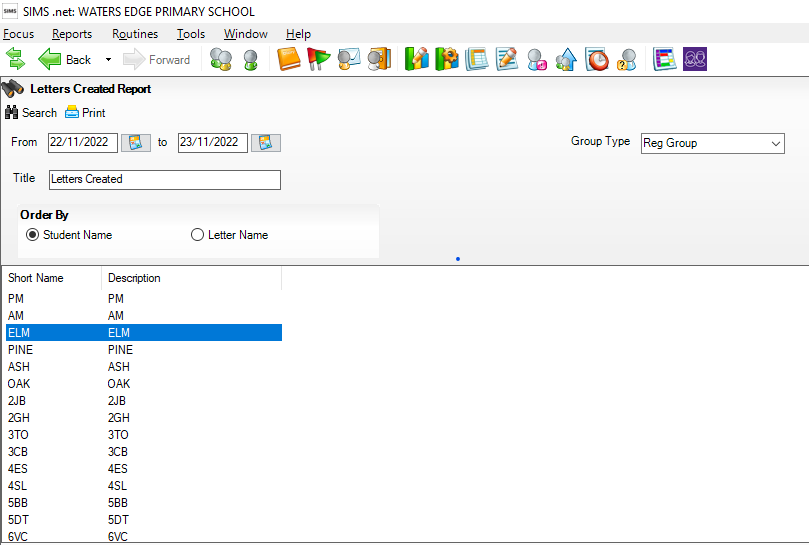 SIMS .net: WATERS EDGE PRIMARY SCHOOL
Focus Reports Routines Tools Window Help
Back Forward
Letters Created Report
Search Print
From 22/11/2022 to 23/11/2022 Group Type Reg Group
Title Letters Created
Order By
Student Name Letter Name
Short Name Description
PM PM
AM AM
ELM ELM
PINE PINE
ASH ASH
OAK OAK
2JB 2JB
2GH 2GH
3TO 3TO
3CB 3CB
4ES 4ES
4SL 4SL
5BB 5BB
5DT 5DT
6VC 6VC